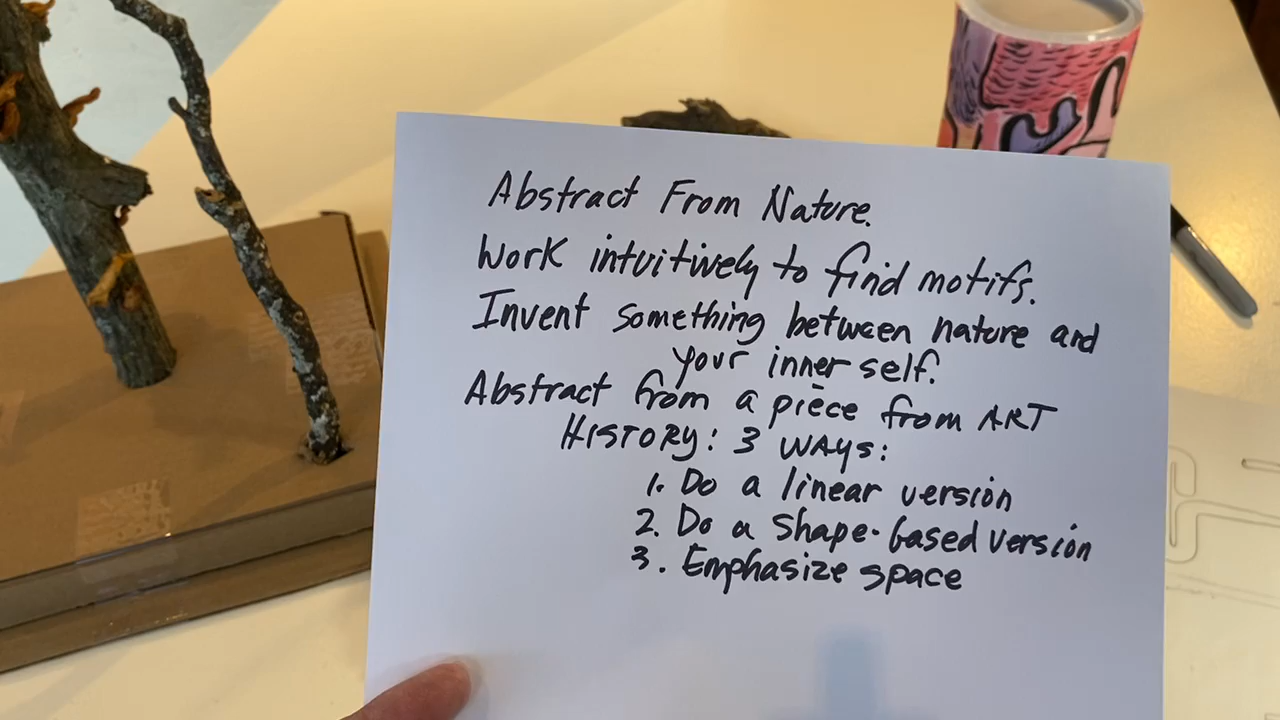 Abstract From Nature.
Work intuitively to find motifs.
Invent something between nature and
your inner self.
Abstract from a piece from ART
HISTORY: 3 WAYS:
1. Do a linear version
2. Do a shape-based version
3. Emphasize space